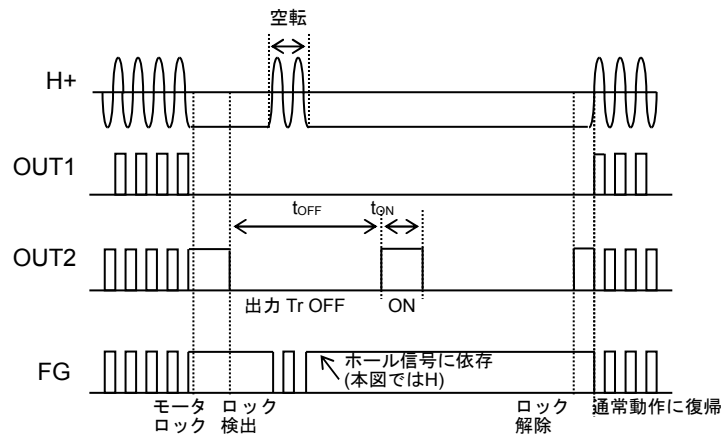 空転
H+
OUT1
tOFF
tON
OUT2
出力 Tr OFF
ON
FG
ホール信号に依存
(本図ではH)
モータ
ロック
ロック
検出
ロック
解除
通常動作に復帰